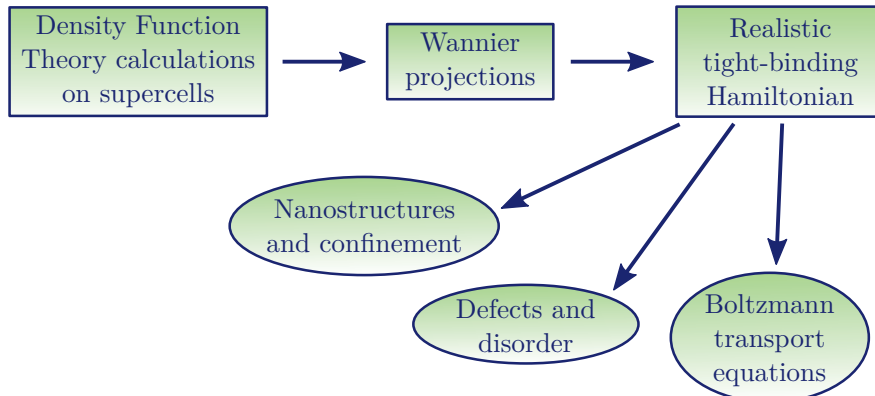 Density Function
Theory calculations
on supercells
Wannier
projections
Realistic
tight-binding
Hamiltonian
Nanostructures
and confinement
Defects and
disorder
Boltzmann
transport
equations